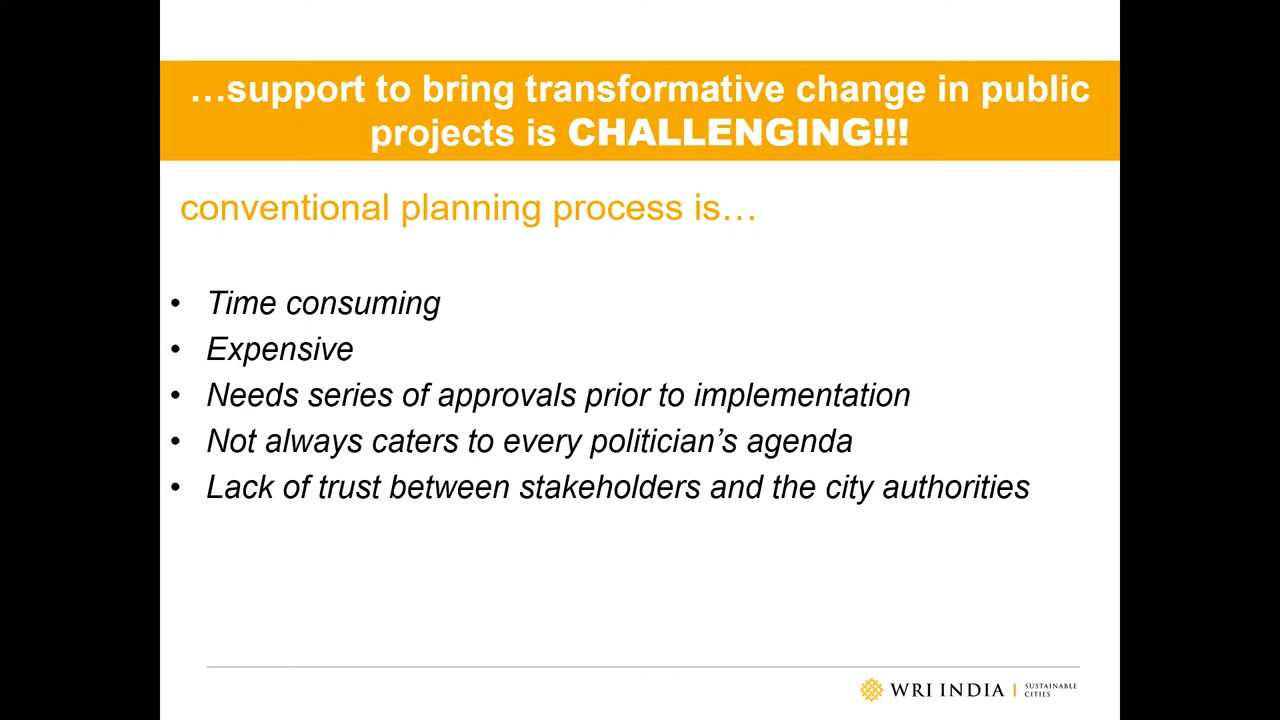 …support to bring transformative change in public
projects is CHALLENGING!!!
conventional planning process is…
• Time consuming
• Expensive
• Needs series of approvals prior to implementation
• Not always caters to every politician’s agenda
• Lack of trust between stakeholders and the city authorities
WRI INDIA | SUSTAINABLE
CITIES